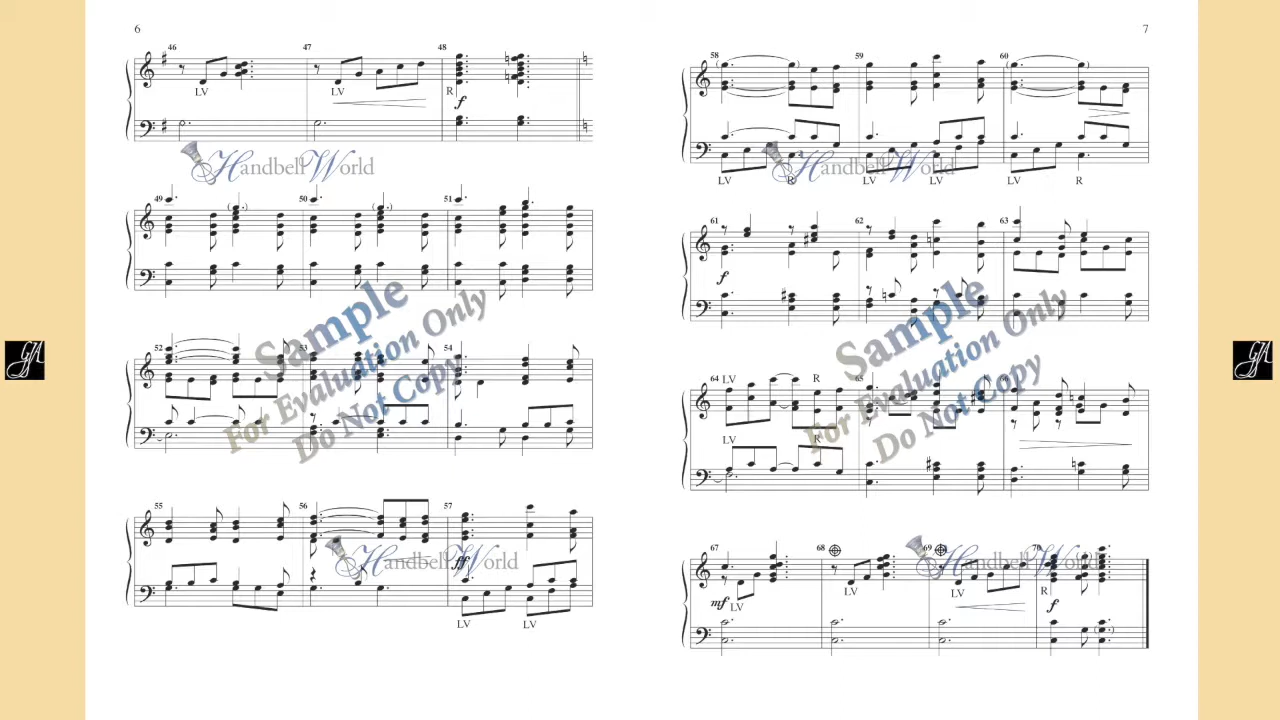 6
46 47 48
LV LV R
f
Handbell World
49 50 51
52 53 54
Sample
For Evaluation Only
Do Not Copy
55 56 57
Handbell World
ff
LV LV
7
58 59 60
Handbell World
LV R LV LV LV R
61 62 63
f
Sample
For Evaluation Only
Do Not Copy
64 LV R 65 66
LV R
67 68 69 70
Handbell World
mf LV LV LV R
f